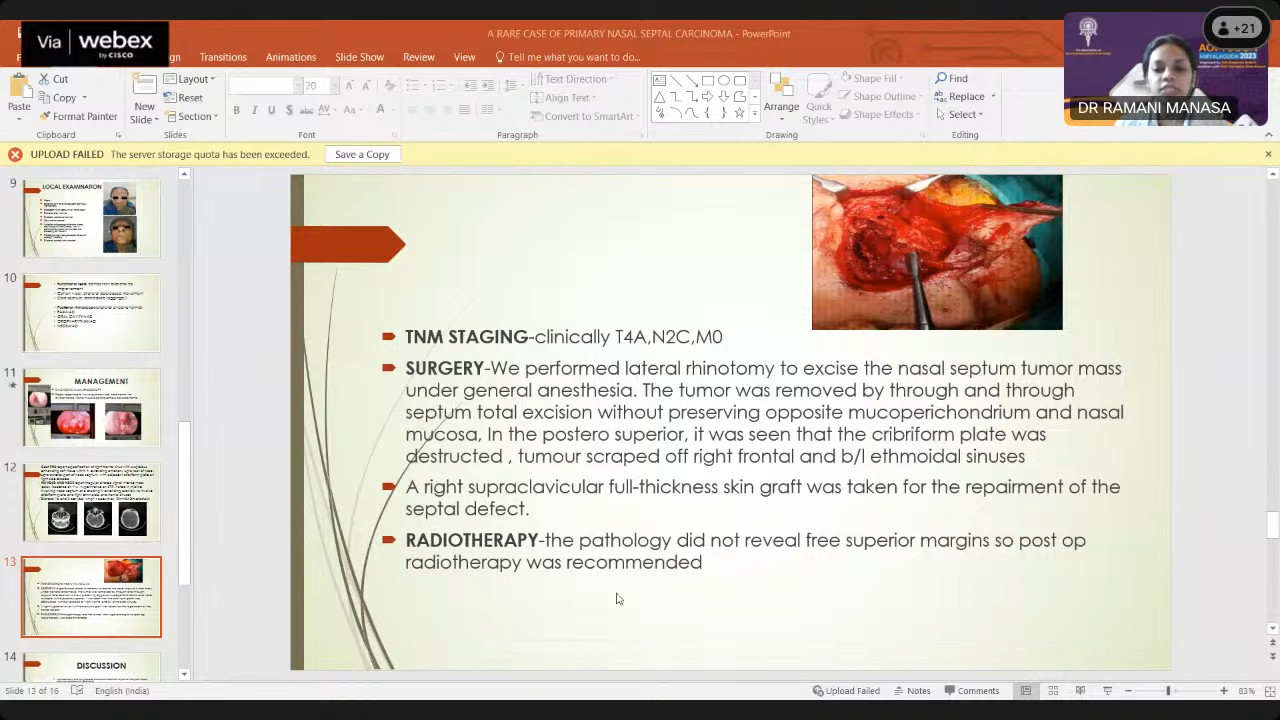 Via webex
by CISCO
A RARE CASE OF PRIMARY NASAL SEPTAL CARCINOMA - PowerPoint
+21
Transitions Animations Slide Show Review View Tell me what you want to do...
DR RAMANI MANASA
Paste
Cut
Copy
Format Painter
Clipboard
New
Slide
Layout
Reset
Section
Slides
20
B I U S abc AV Aa A
Font
Text Direction
Align Text
Convert to SmartArt
Paragraph
Arrange
Quick
Styles
Shape Fill
Shape Outline
Shape Effects
Drawing
Find
Replace
Select
Editing
UPLOAD FAILED The server storage quota has been exceeded. Save a Copy
9
LOCAL EXAMINATION
10
11
MANAGEMENT
12
13
14
DISCUSSION
TNM STAGING-clinically T4A,N2C,M0
SURGERY-We performed lateral rhinotomy to excise the nasal septum tumor mass
under general anesthesia. The tumor was removed by through and through
septum total excision without preserving opposite mucoperichondrium and nasal
mucosa, In the postero superior, it was seen that the cribriform plate was
destructed , tumour scraped off right frontal and b/l ethmoidal sinuses
A right supraclavicular full-thickness skin graft was taken for the repairment of the
septal defect.
RADIOTHERAPY-the pathology did not reveal free superior margins so post op
radiotherapy was recommended
Slide 13 of 16 English (India) Upload Failed Notes Comments 83%